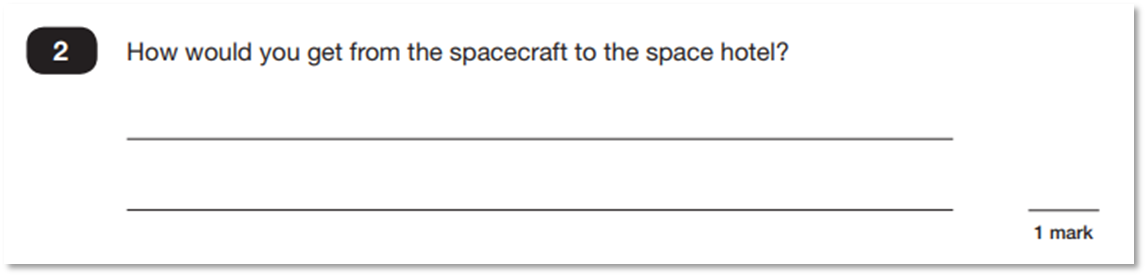 2 How would you get from the spacecraft to the space hotel?
1 mark